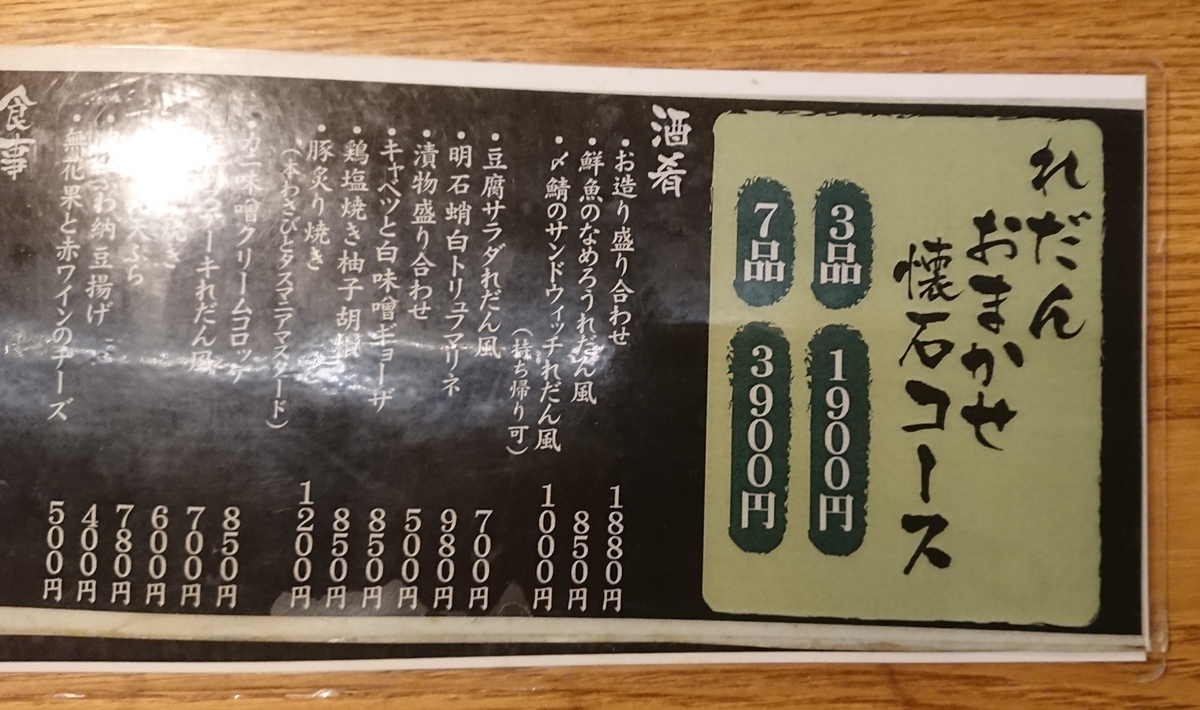 れだん
おまかせ
懐石コース
3品 1900円
7品 3900円
酒肴
・お造り盛り合わせ 1880円
・鮮魚のなめろうれだん風 850円
・〆鯖のサンドウィッチれだん風 1000円
(持ち帰り可)
・豆腐サラダれだん風 700円
・明石蛸白トリュフマリネ 980円
・漬物盛り合わせ 500円
・キャベツと白味噌ギョーザ 850円
・鶏塩焼き柚子胡椒 850円
・豚炙り焼き 1200円
(本わさびとタスマニアマスタード)
・カニ味噌クリームコロッケ 850円
ーキれだん風 700円
き 600円
ぷら 780円
納豆揚げ 400円
・無花果と赤ワインのチーズ 500円
食事